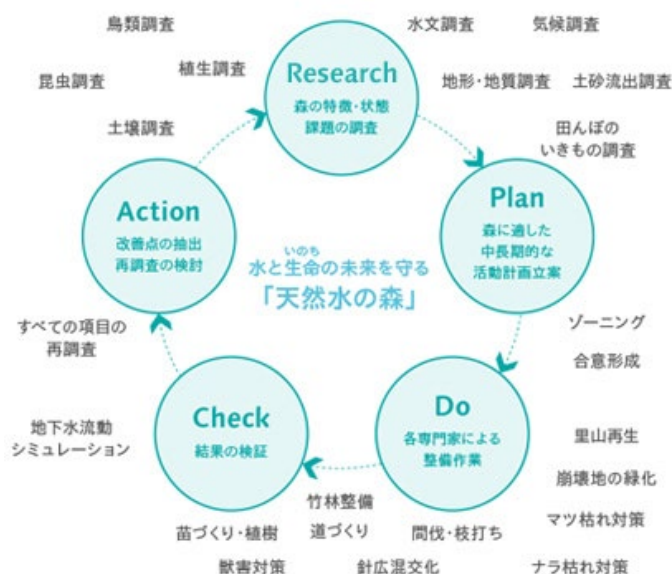 鳥類調査
水文調査
気候調査
昆虫調査
植生調査
地形・地質調査
土砂流出調査
土壌調査
田んぼの
いきもの調査
Research
森の特徴・状態
課題の調査
Plan
森に適した
中長期的な
活動計画立案
Action
改善点の抽出
再調査の検討
いのち
水と生命の未来を守る
「天然水の森」
ゾーニング
合意形成
すべての項目の
再調査
Do
各専門家による
整備作業
Check
結果の検証
地下水流動
シミュレーション
里山再生
崩壊地の緑化
マツ枯れ対策
ナラ枯れ対策
竹林整備
苗づくり・植樹
道づくり
間伐・枝打ち
獣害対策
針広混交化